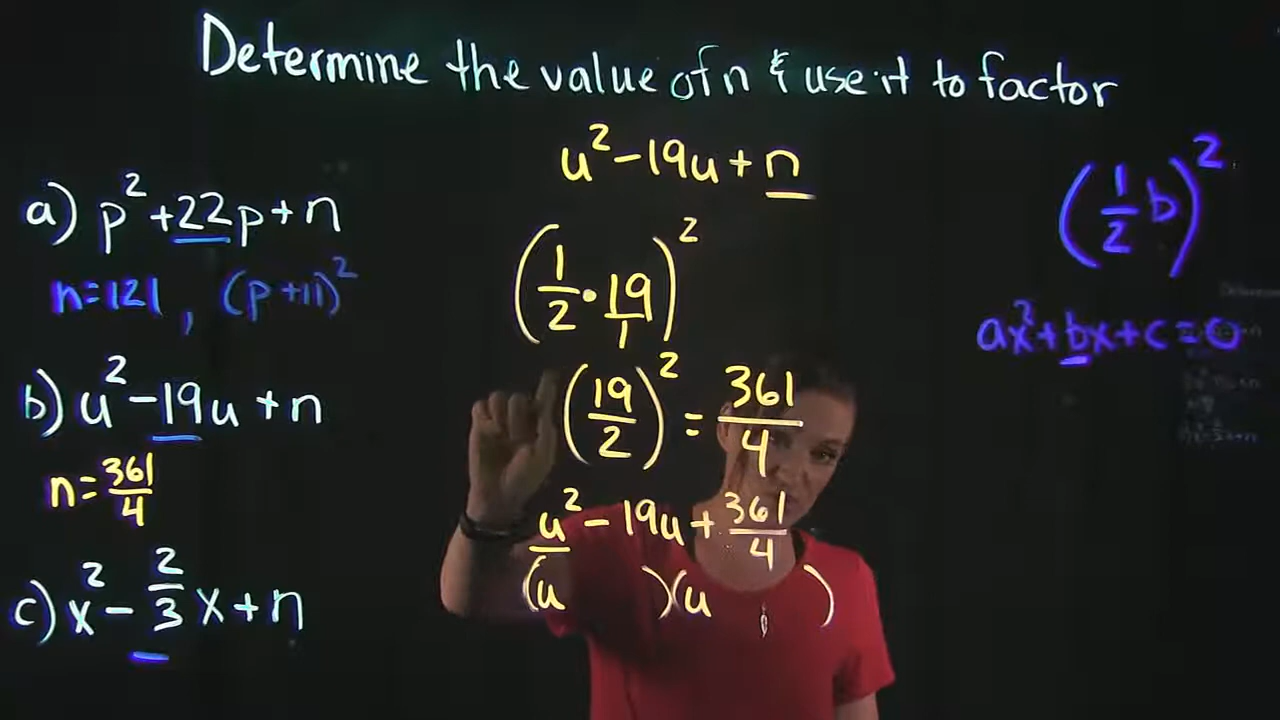 Determine the value of n & use it to factor
a) p² + 22p + n
n = 121, (p + 11)²
b) u² - 19u + n
n = 361/4
c) x² - 2/3 x + n
u² - 19u + n
(1/2 · 19/1)²
(19/2)² = 361/4
u² - 19u + 361/4
(u )(u )
(1/2 b)²
ax² + bx + c = 0